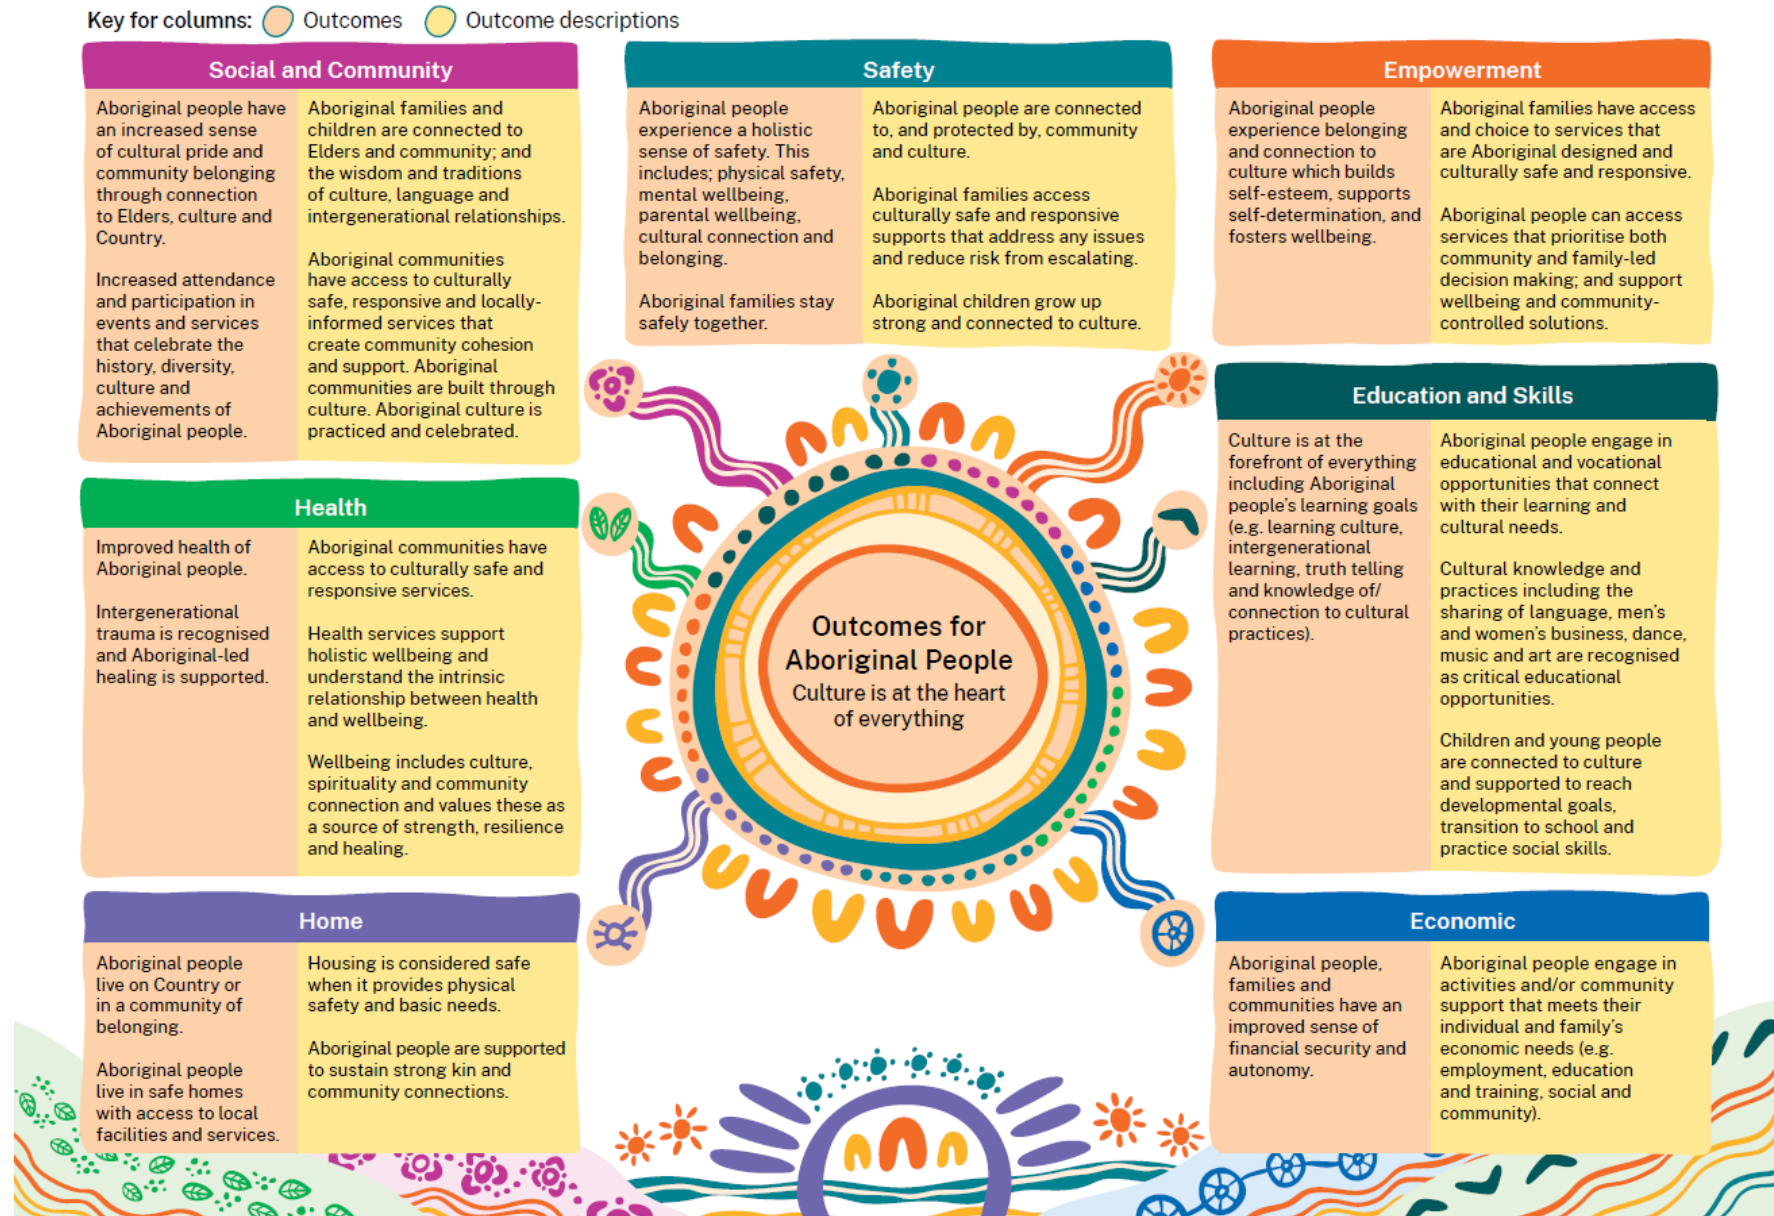 Key for columns: Outcomes Outcome descriptions
Social and Community
Aboriginal people have
an increased sense
of cultural pride and
community belonging
through connection
to Elders, culture and
Country.
Increased attendance
and participation in
events and services
that celebrate the
history, diversity,
culture and
achievements of
Aboriginal people.
Aboriginal families and
children are connected to
Elders and community; and
the wisdom and traditions
of culture, language and
intergenerational relationships.
Aboriginal communities
have access to culturally
safe, responsive and locally-
informed services that
create community cohesion
and support. Aboriginal
communities are built through
culture. Aboriginal culture is
practiced and celebrated.
Safety
Aboriginal people
experience a holistic
sense of safety. This
includes; physical safety,
mental wellbeing,
parental wellbeing,
cultural connection and
belonging.
Aboriginal families stay
safely together.
Aboriginal people are connected
to, and protected by, community
and culture.
Aboriginal families access
culturally safe and responsive
supports that address any issues
and reduce risk from escalating.
Aboriginal children grow up
strong and connected to culture.
Empowerment
Aboriginal people
experience belonging
and connection to
culture which builds
self-esteem, supports
self-determination, and
fosters wellbeing.
Aboriginal families have access
and choice to services that
are Aboriginal designed and
culturally safe and responsive.
Aboriginal people can access
services that prioritise both
community and family-led
decision making; and support
wellbeing and community-
controlled solutions.
Health
Improved health of
Aboriginal people.
Intergenerational
trauma is recognised
and Aboriginal-led
healing is supported.
Aboriginal communities have
access to culturally safe and
responsive services.
Health services support
holistic wellbeing and
understand the intrinsic
relationship between health
and wellbeing.
Wellbeing includes culture,
spirituality and community
connection and values these as
a source of strength, resilience
and healing.
Outcomes for
Aboriginal People
Culture is at the heart
of everything
Education and Skills
Culture is at the
forefront of everything
including Aboriginal
people's learning goals
(e.g. learning culture,
intergenerational
learning, truth telling
and knowledge of/
connection to cultural
practices).
Aboriginal people engage in
educational and vocational
opportunities that connect
with their learning and
cultural needs.
Cultural knowledge and
practices including the
sharing of language, men's
and women's business, dance,
music and art are recognised
as critical educational
opportunities.
Children and young people
are connected to culture
and supported to reach
developmental goals,
transition to school and
practice social skills.
Home
Aboriginal people
live on Country or
in a community of
belonging.
Aboriginal people
live in safe homes
with access to local
facilities and services.
Housing is considered safe
when it provides physical
safety and basic needs.
Aboriginal people are supported
to sustain strong kin and
community connections.
Economic
Aboriginal people,
families and
communities have an
improved sense of
financial security and
autonomy.
Aboriginal people engage in
activities and/or community
support that meets their
individual and family's
economic needs (e.g.
employment, education
and training, social and
community).